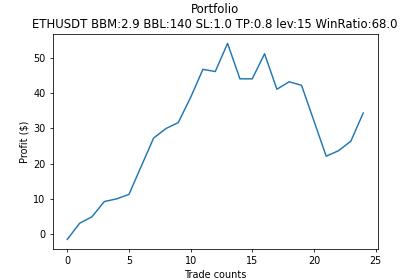 Portfolio
ETHUSDT BBM:2.9 BBL:140 SL:1.0 TP:0.8 lev:15 WinRatio:68.0
50
40
30
20
10
0
Profit ($)
0 5 10 15 20 25
Trade counts